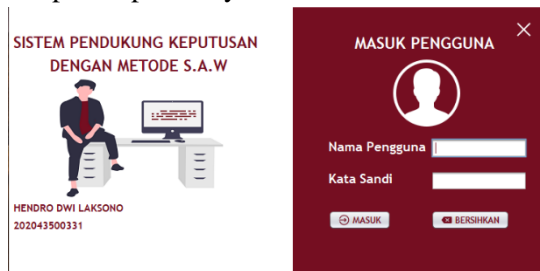 SISTEM PENDUKUNG KEPUTUSAN
DENGAN METODE S.A.W
HENDRO DWI LAKSONO
202043500331
MASUK PENGGUNA
Nama Pengguna
Kata Sandi
MASUK
BERSIHKAN